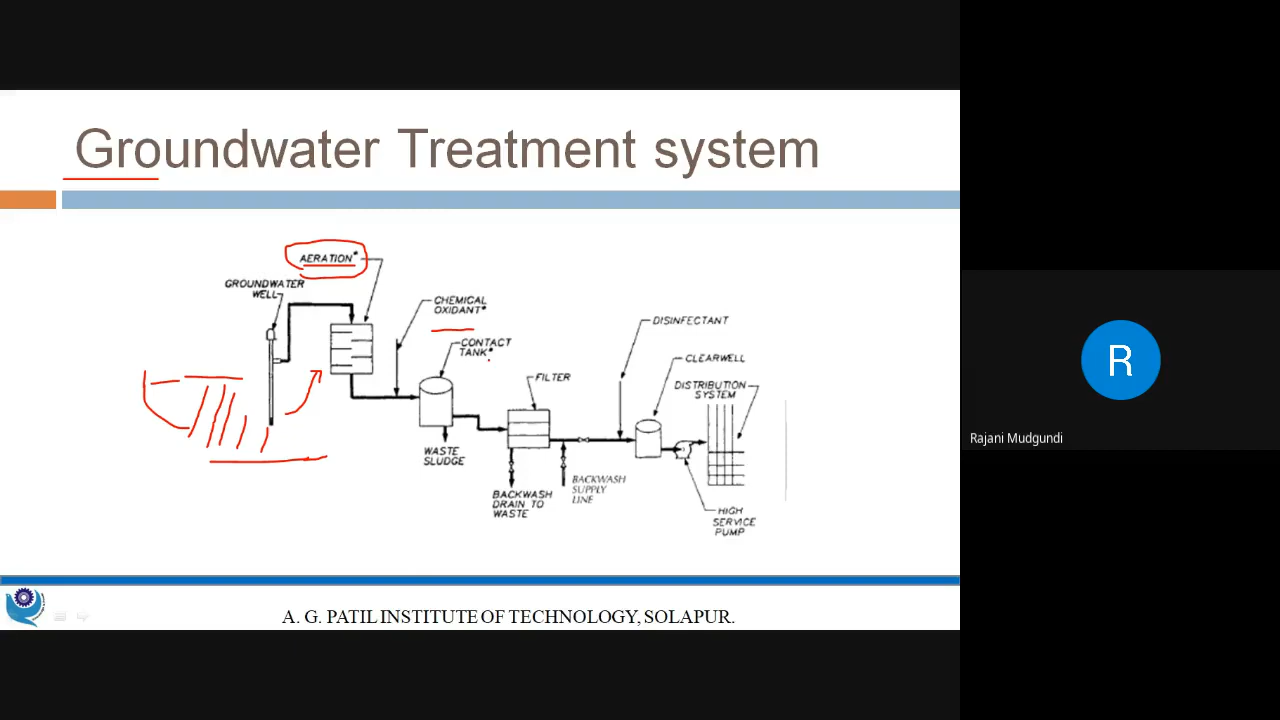 Groundwater Treatment system
AERATION*
GROUNDWATER
WELL
CHEMICAL
OXIDANT*
CONTACT
TANK*
DISINFECTANT
CLEARWELL
FILTER
DISTRIBUTION
SYSTEM
WASTE
SLUDGE
BACKWASH
DRAIN TO
WASTE
BACKWASH
SUPPLY
LINE
HIGH
SERVICE
PUMP
A. G. PATIL INSTITUTE OF TECHNOLOGY, SOLAPUR.
R
Rajani Mudgundi